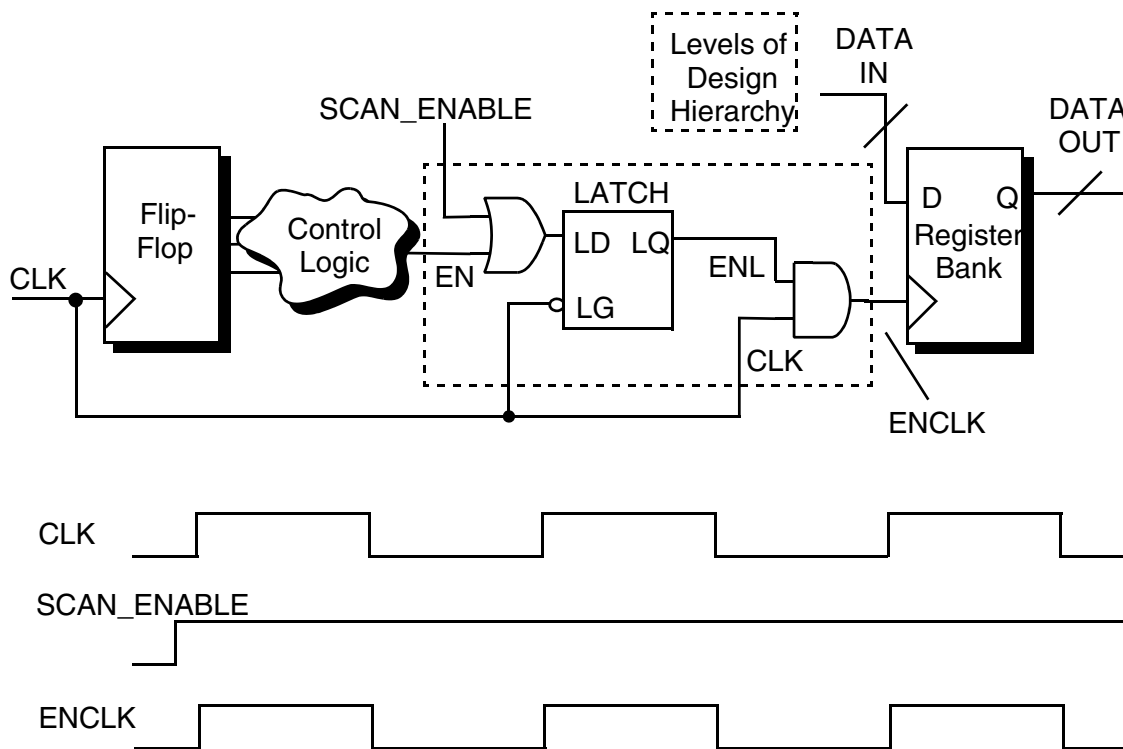 Levels of
Design
Hierarchy
DATA
IN
SCAN_ENABLE
DATA
OUT
LATCH
D Q
Flip-
Flop
Control
Logic
LD LQ
Register
Bank
CLK
EN
ENL
LG
CLK
ENCLK
CLK
SCAN_ENABLE
ENCLK